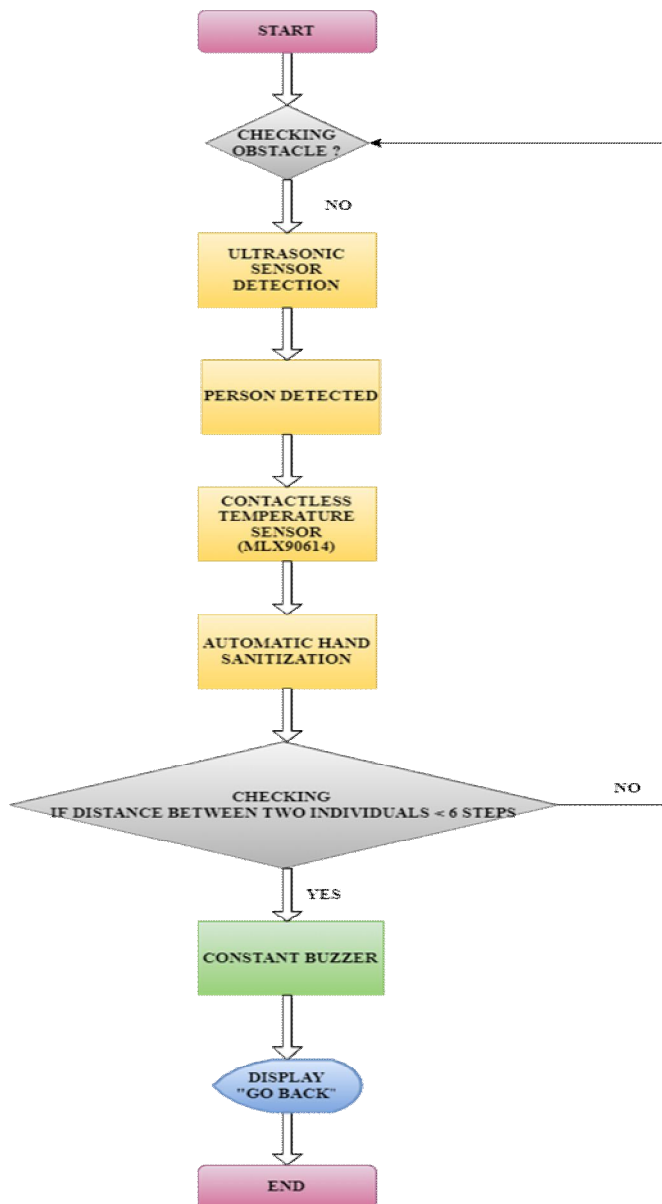 START
CHECKING
OBSTACLE ?
NO
ULTRASONIC
SENSOR
DETECTION
PERSON DETECTED
CONTACTLESS
TEMPERATURE
SENSOR
(MLX90614)
AUTOMATIC HAND
SANITIZATION
CHECKING
IF DISTANCE BETWEEN TWO INDIVIDUALS < 6 STEPS
NO
YES
CONSTANT BUZZER
DISPLAY
"GO BACK"
END